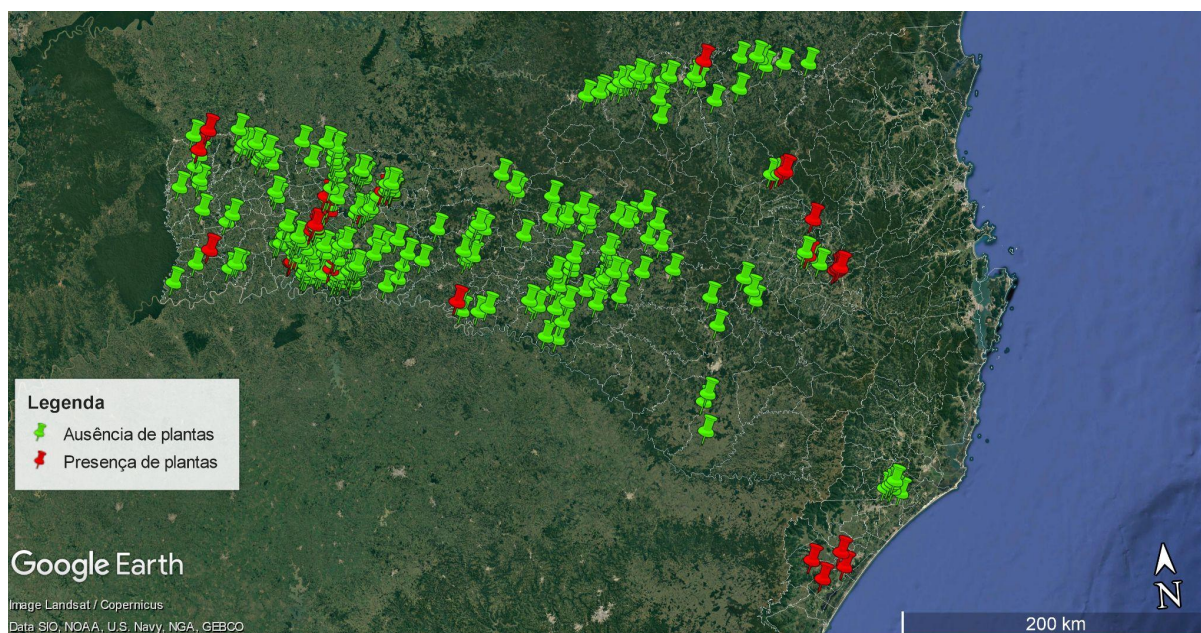 Legenda
Ausência de plantas
Presença de plantas
Google Earth
Image Landsat / Copernicus
Data SIO, NOAA, U.S. Navy, NGA, GEBCO
N
200 km